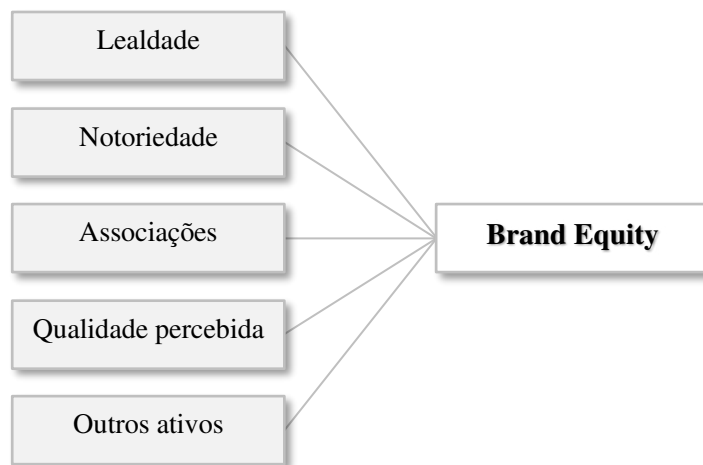 Lealdade
Notoriedade
Associações
Brand Equity
Qualidade percebida
Outros ativos